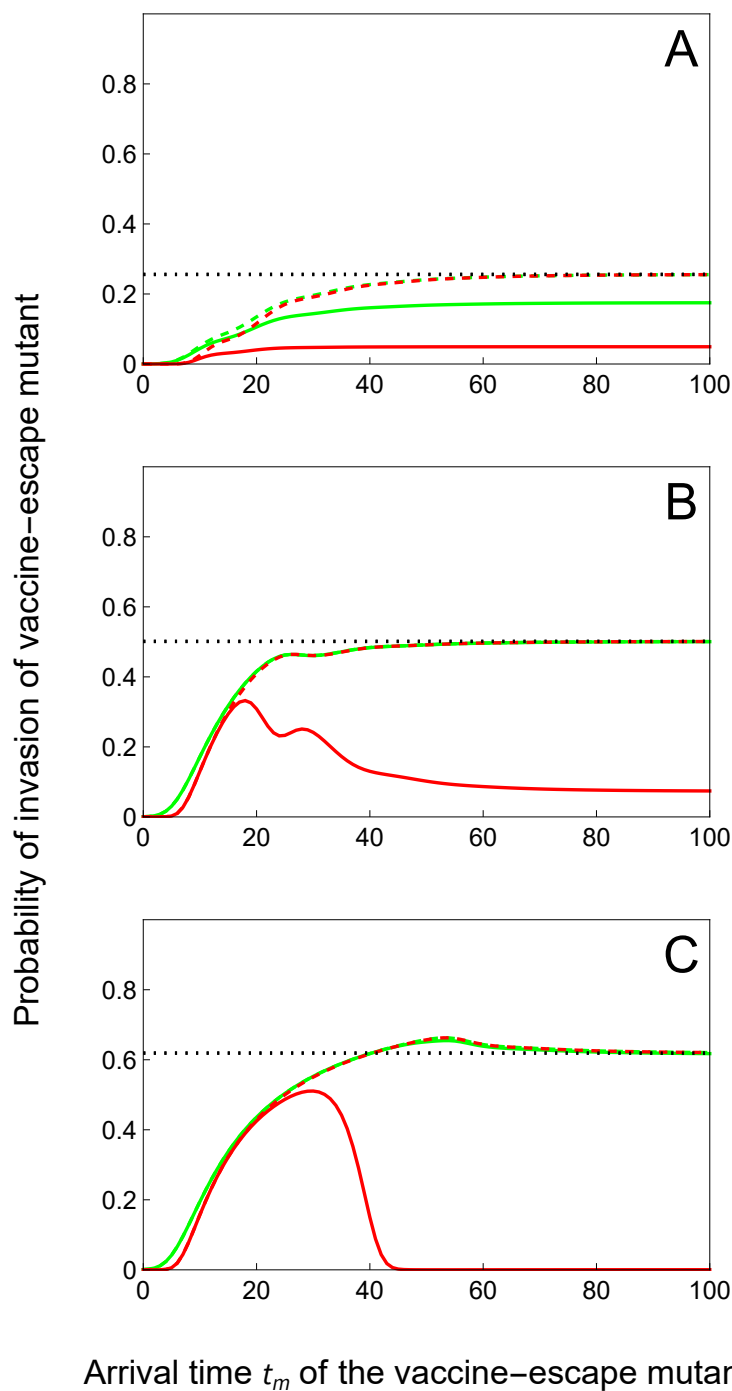 Probability of invasion of vaccine−escape mutant
A
0.8
0.6
0.4
0.2
0
0 20 40 60 80 100
B
0.8
0.6
0.4
0.2
0
0 20 40 60 80 100
C
0.8
0.6
0.4
0.2
0
0 20 40 60 80 100
Arrival time tm of the vaccine−escape mutan